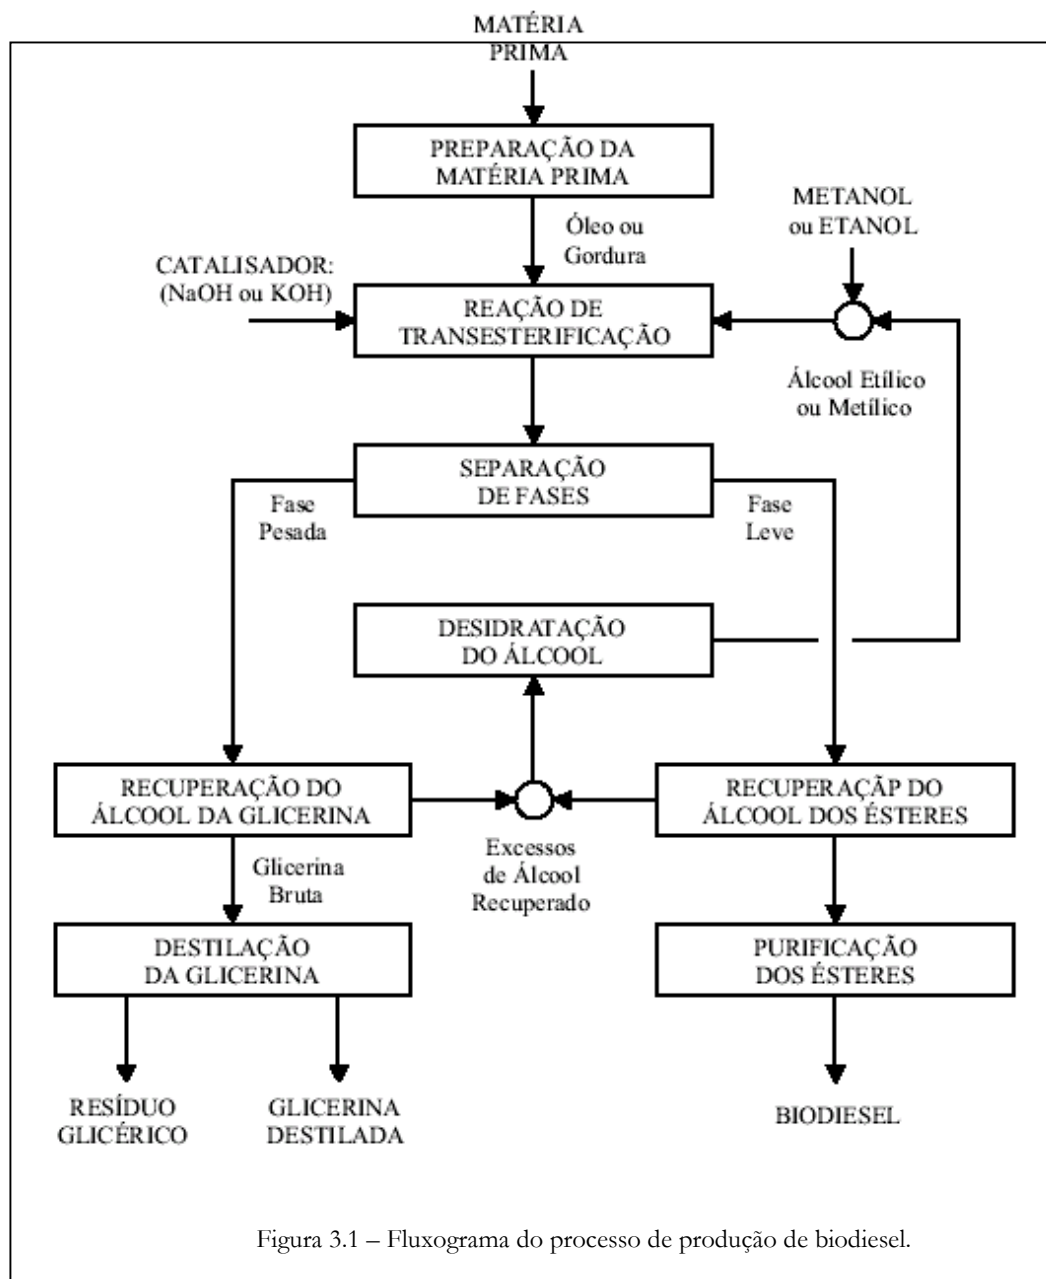 MATÉRIA
PRIMA
PREPARAÇÃO DA
MATÉRIA PRIMA
METANOL
ou ETANOL
Óleo ou
Gordura
CATALISADOR:
(NaOH ou KOH)
REAÇÃO DE
TRANSESTERIFICAÇÃO
Álcool Etílico
ou Metílico
SEPARAÇÃO
DE FASES
Fase
Pesada
Fase
Leve
DESIDRATAÇÃO
DO ÁLCOOL
RECUPERAÇÃO DO
ÁLCOOL DA GLICERINA
RECUPERAÇÃP DO
ÁLCOOL DOS ÉSTERES
Excessos
de Álcool
Recuperado
Glicerina
Bruta
DESTILAÇÃO
DA GLICERINA
PURIFICAÇÃO
DOS ÉSTERES
RESÍDUO
GLICÉRICO
GLICERINA
DESTILADA
BIODIESEL
Figura 3.1 – Fluxograma do processo de produção de biodiesel.